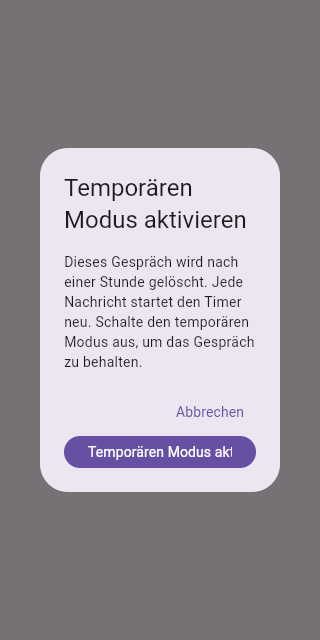 Temporären
Modus aktivieren
Dieses Gespräch wird nach
einer Stunde gelöscht. Jede
Nachricht startet den Timer
neu. Schalte den temporären
Modus aus, um das Gespräch
zu behalten.
Abbrechen
Temporären Modus akt